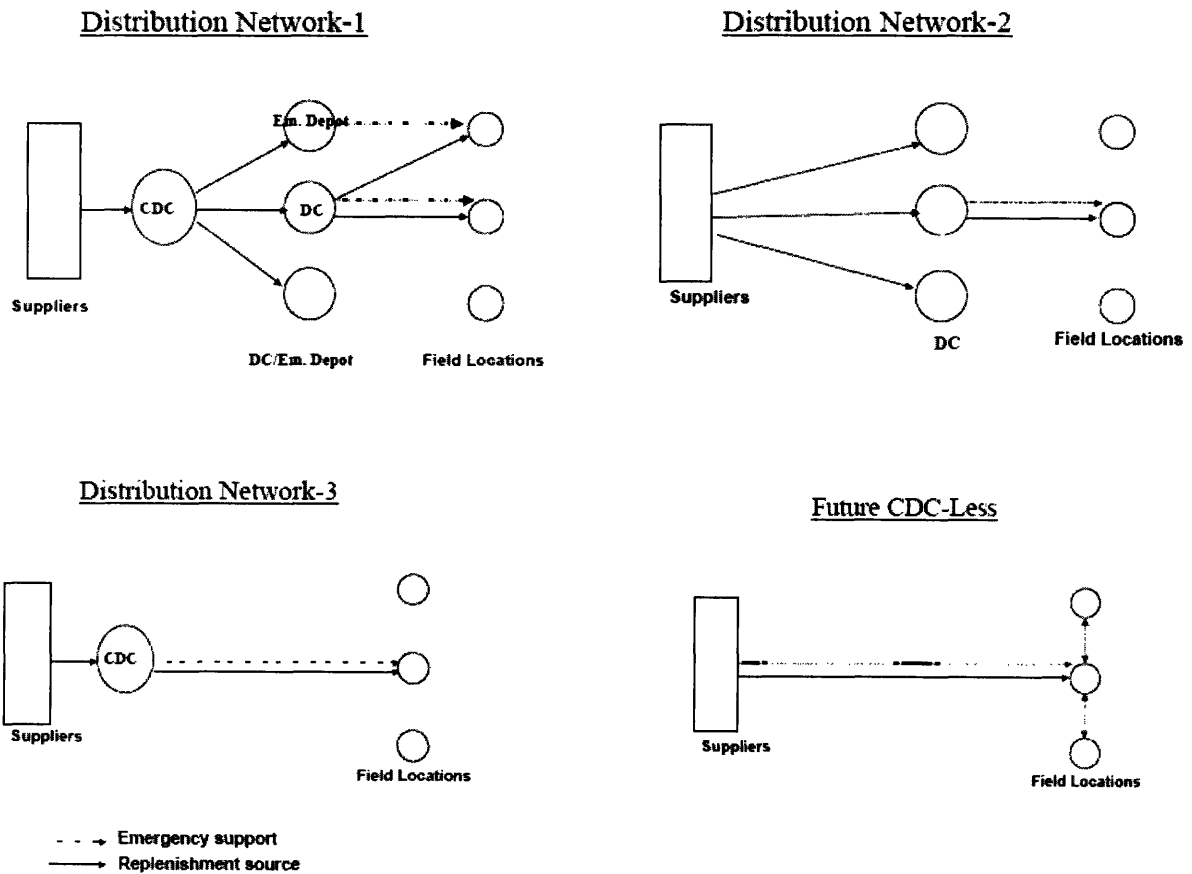 Distribution Network-1
Em. Depot
CDC
DC
Suppliers
DC/Em. Depot
Field Locations
Distribution Network-2
Suppliers
DC
Field Locations
Distribution Network-3
CDC
Suppliers
Field Locations
Future CDC-Less
Suppliers
Field Locations
Emergency support
Replenishment source